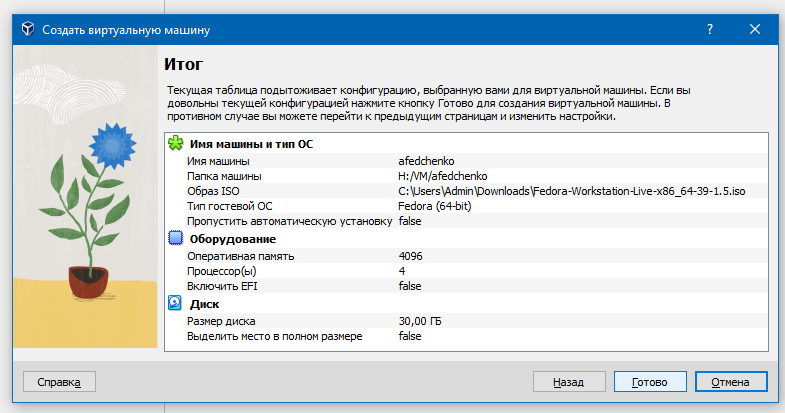 Создать виртуальную машину
?
Итог
Текущая таблица подытоживает конфигурацию, выбранную вами для виртуальной машины. Если вы
довольны текущей конфигурацией нажмите кнопку Готово для создания виртуальной машины. В
противном случае вы можете перейти к предыдущим страницам и изменить настройки.
Имя машины и тип ОС
Имя машины afedchenko
Папка машины H:/VM/afedchenko
Образ ISO C:\Users\Admin\Downloads\Fedora-Workstation-Live-x86_64-39-1.5.iso
Тип гостевой ОС Fedora (64-bit)
Пропустить автоматическую установку false
Оборудование
Оперативная память 4096
Процессор(ы) 4
Включить EFI false
Диск
Размер диска 30,00 ГБ
Выделить место в полном размере false
Справка Назад Готово Отмена